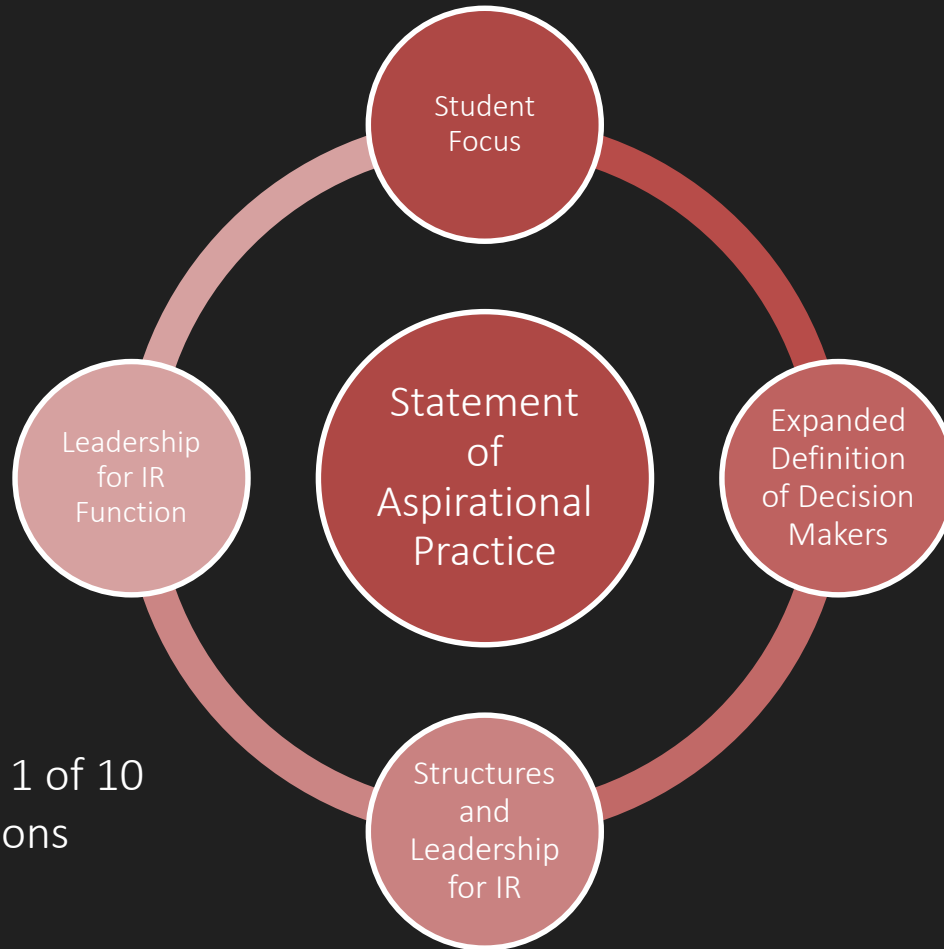 Student
Focus
Statement
of
Aspirational
Practice
Expanded
Definition
of Decision
Makers
Leadership
for IR
Function
Structures
and
Leadership
for IR
1 of 10
ons